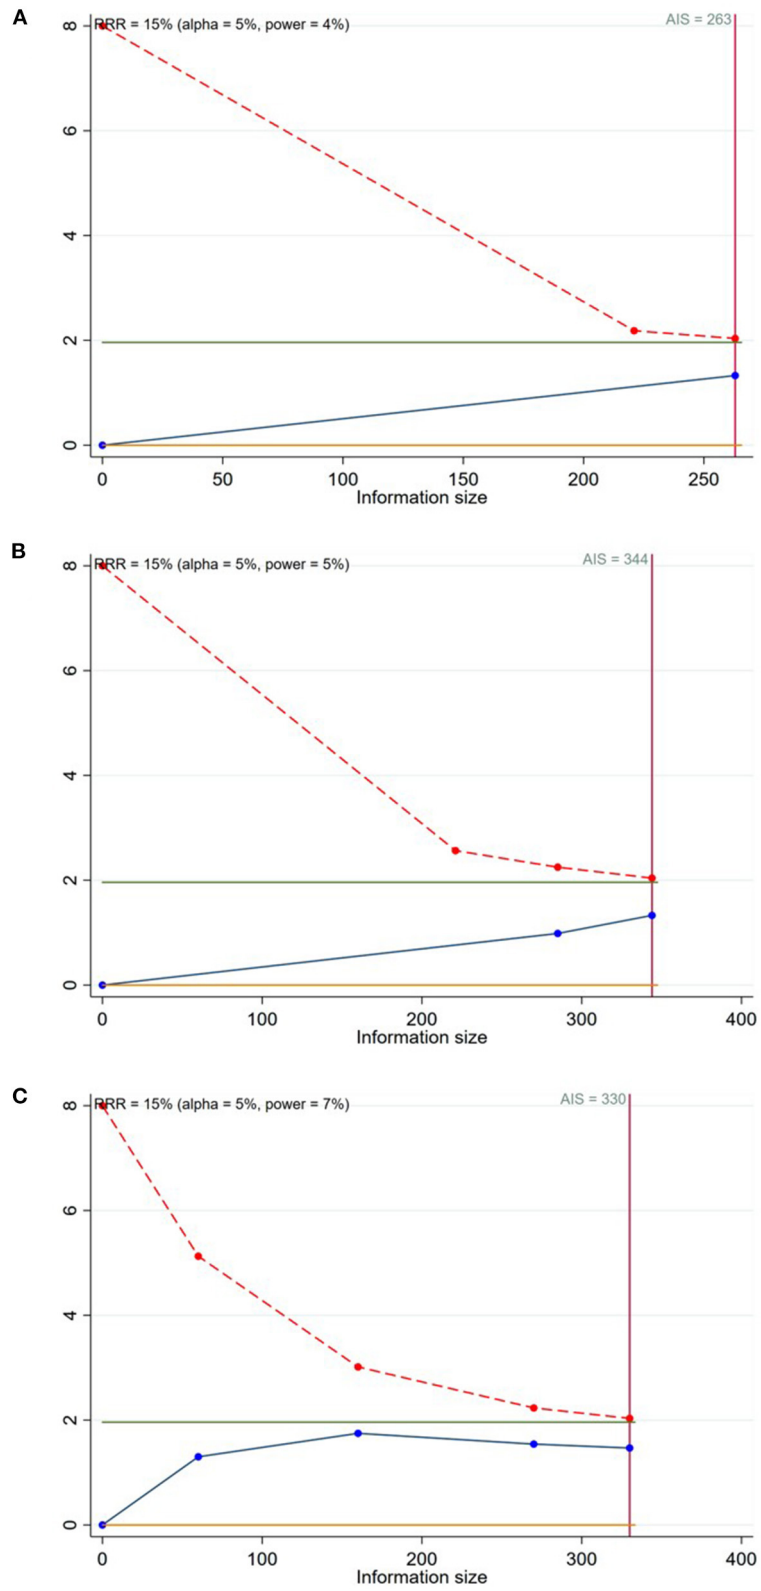 A
RRR = 15% (alpha = 5%, power = 4%)
AIS = 263
8
6
4
2
0
0 50 100 150 200 250
Information size
B
RRR = 15% (alpha = 5%, power = 5%)
AIS = 344
8
6
4
2
0
0 100 200 300 400
Information size
C
RRR = 15% (alpha = 5%, power = 7%)
AIS = 330
8
6
4
2
0
0 100 200 300 400
Information size